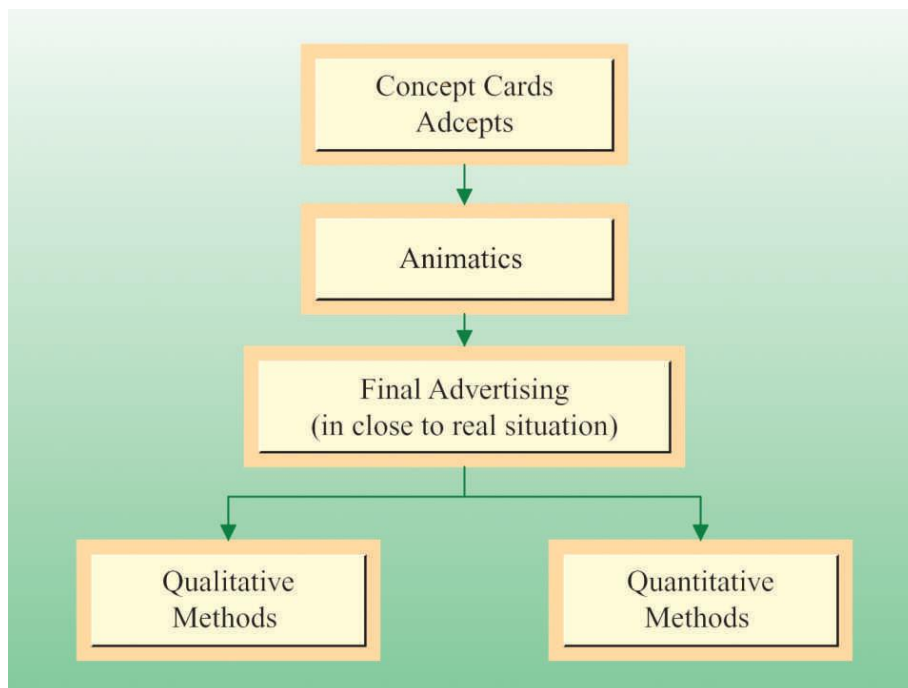 Concept Cards
Adcepts
Animatics
Final Advertising
(in close to real situation)
Qualitative
Methods
Quantitative
Methods